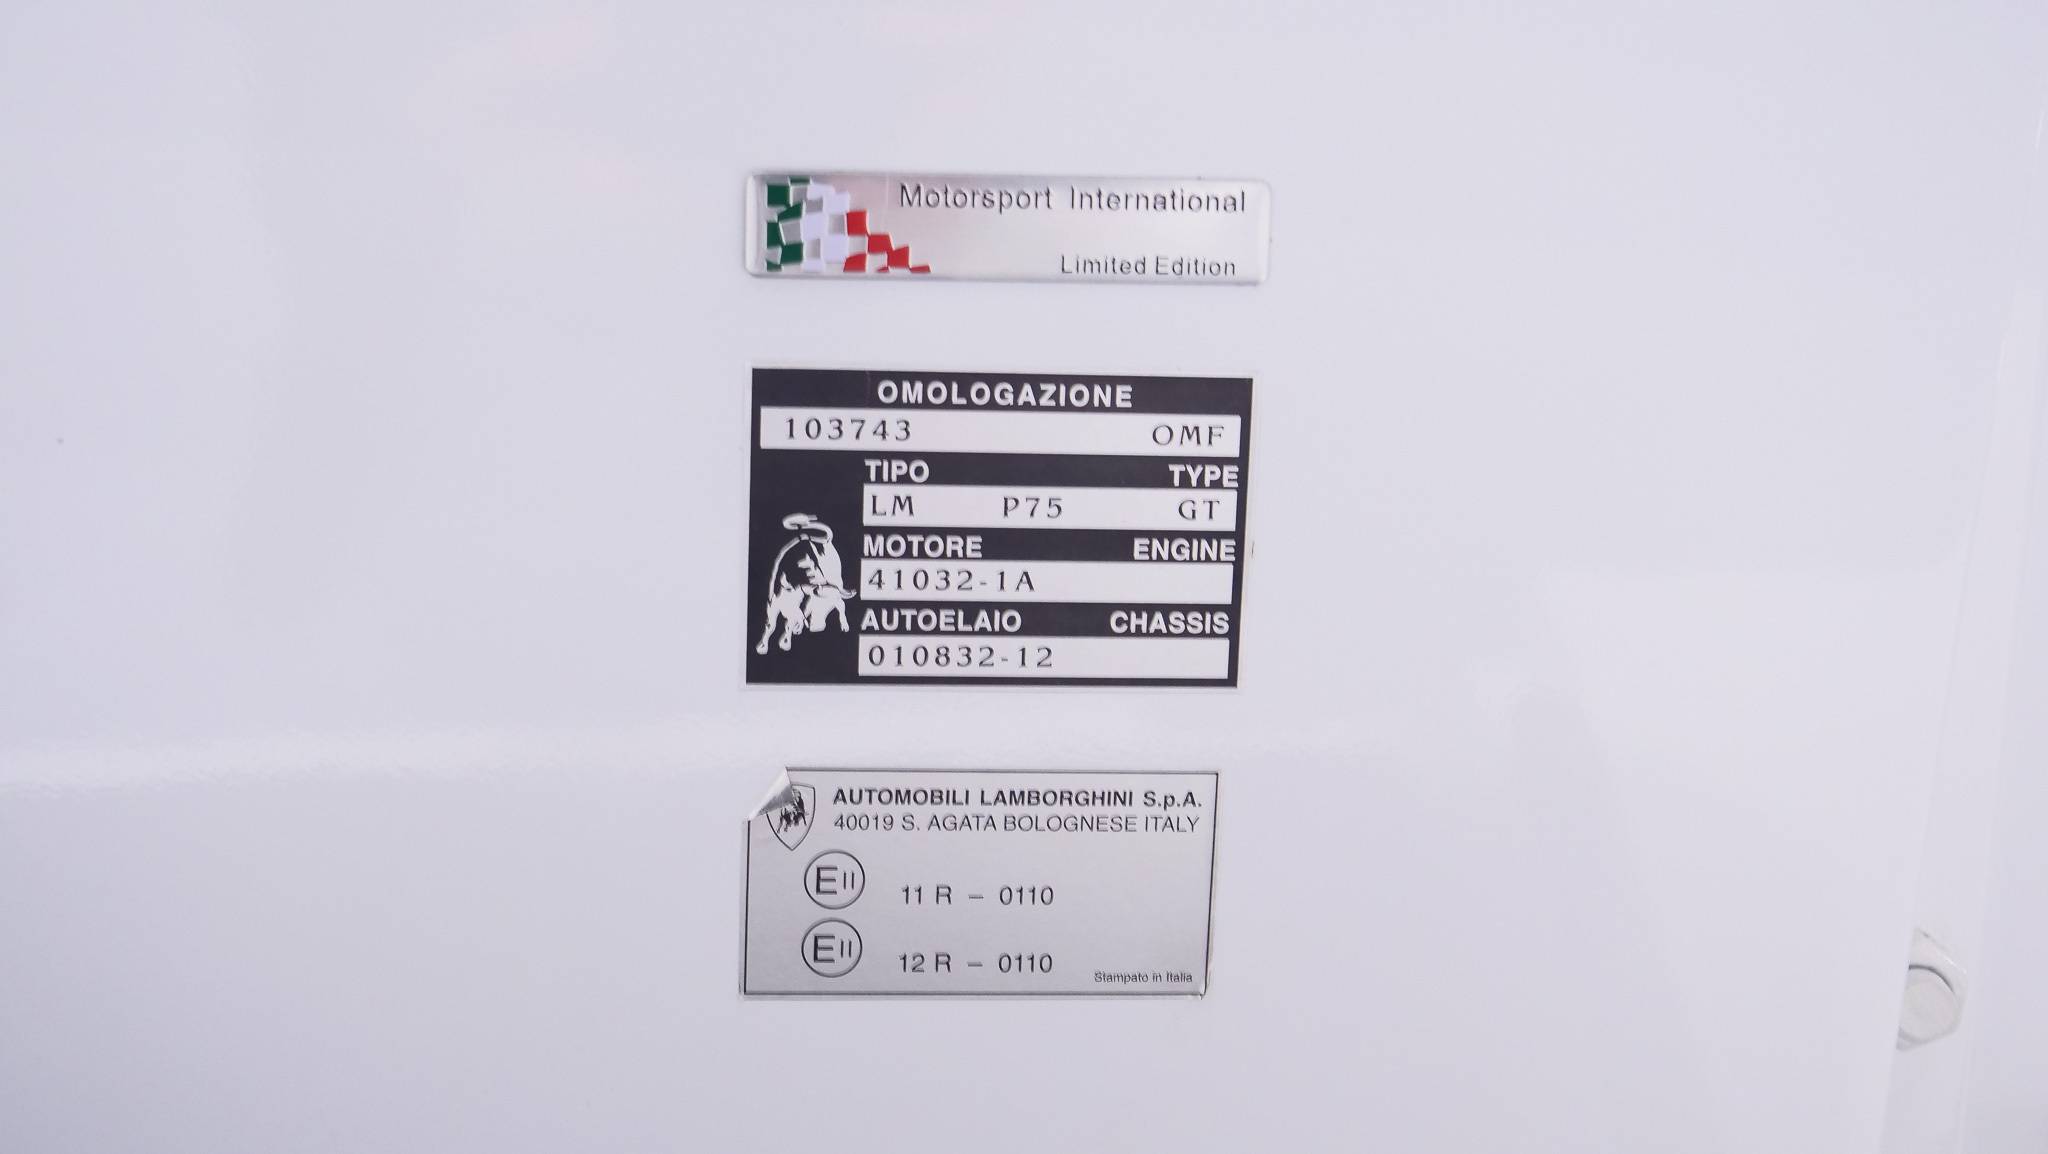 Motorsport International
Limited Edition
OMOLOGAZIONE
103743 OMF
TIPO TYPE
LM P75 GT
MOTORE ENGINE
41032-1A
AUTOELAIO CHASSIS
010832-12
AUTOMOBILI LAMBORGHINI S.p.A.
40019 S. AGATA BOLOGNESE ITALY
E11 11 R - 0110
E11 12 R - 0110
Stampato in Italia